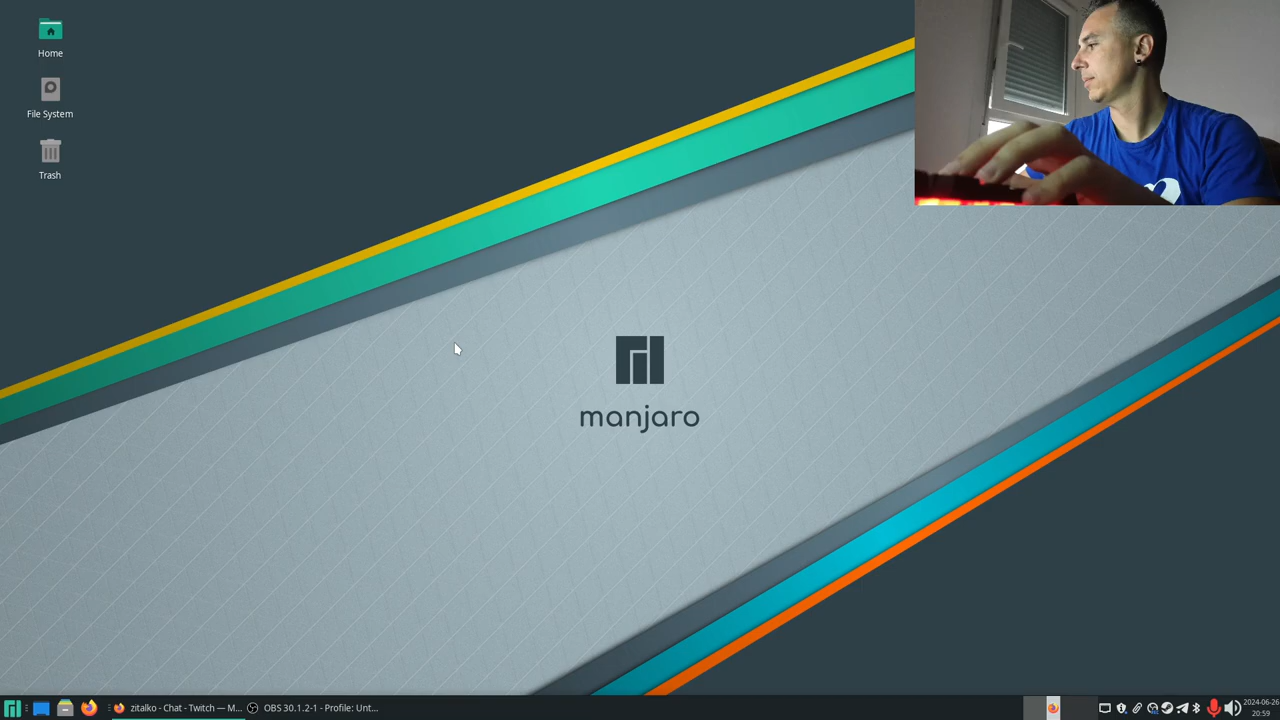 Home
File System
Trash
manjaro
zitalko - Chat - Twitch — M...
OBS 30.1.2-1 - Profile: Unt...
2024-06-26
20:59